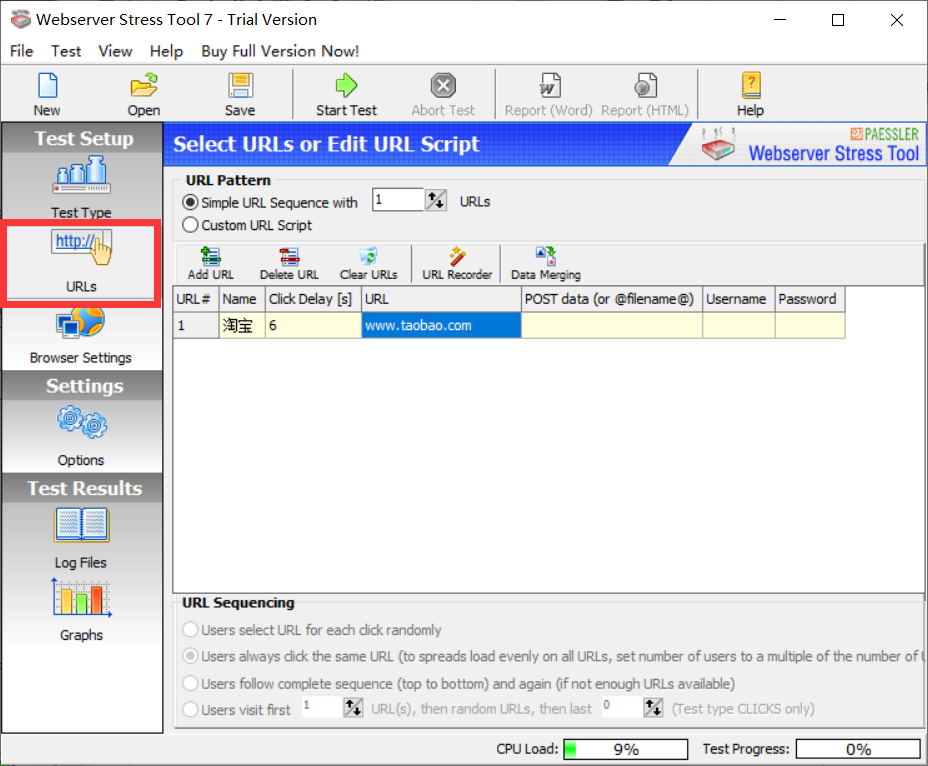 Webserver Stress Tool 7 - Trial Version
File Test View Help Buy Full Version Now!
New Open Save Start Test Abort Test Report (Word) Report (HTML) Help
Test Setup
Test Type
http://
URLs
Browser Settings
Settings
Options
Test Results
Log Files
Graphs
Select URLs or Edit URL Script
PAESSLER
Webserver Stress Tool
URL Pattern
Simple URL Sequence with 1 URLs
Custom URL Script
Add URL Delete URL Clear URLs URL Recorder Data Merging
URL # Name Click Delay [s] URL POST data (or @filename@) Username Password
1 淘宝 6 www.taobao.com
URL Sequencing
Users select URL for each click randomly
Users always click the same URL (to spreads load evenly on all URLs, set number of users to a multiple of the number of
Users follow complete sequence (top to bottom) and again (if not enough URLs available)
Users visit first 1 URL(s), then random URLs, then last 0 (Test type CLICKS only)
CPU Load: 9% Test Progress: 0%